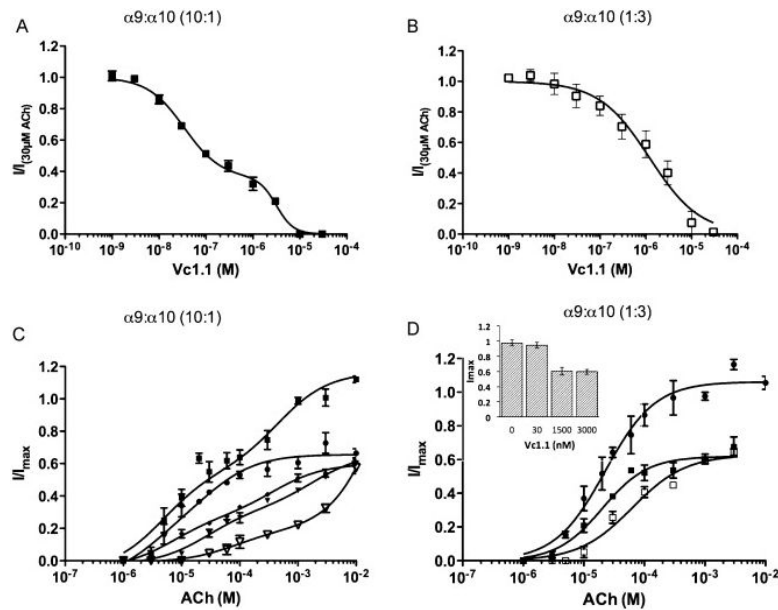 A
α9:α10 (10:1)
I/I(30µM ACh)
1.2
1.0
0.8
0.6
0.4
0.2
0.0
10-10 10-9 10-8 10-7 10-6 10-5 10-4
Vc1.1 (M)
B
α9:α10 (1:3)
I/I(30µM ACh)
1.2
1.0
0.8
0.6
0.4
0.2
0.0
10-10 10-9 10-8 10-7 10-6 10-5 10-4
Vc1.1 (M)
C
α9:α10 (10:1)
I/Imax
1.2
1.0
0.8
0.6
0.4
0.2
0.0
10-7 10-6 10-5 10-4 10-3 10-2
ACh (M)
D
α9:α10 (1:3)
I/Imax
1.2
1.0
0.8
0.6
0.4
0.2
0.0
10-7 10-6 10-5 10-4 10-3 10-2
ACh (M)
Imax
1.2
1
0.8
0.6
0.4
0.2
0
0 30 1500 3000
Vc1.1 (nM)